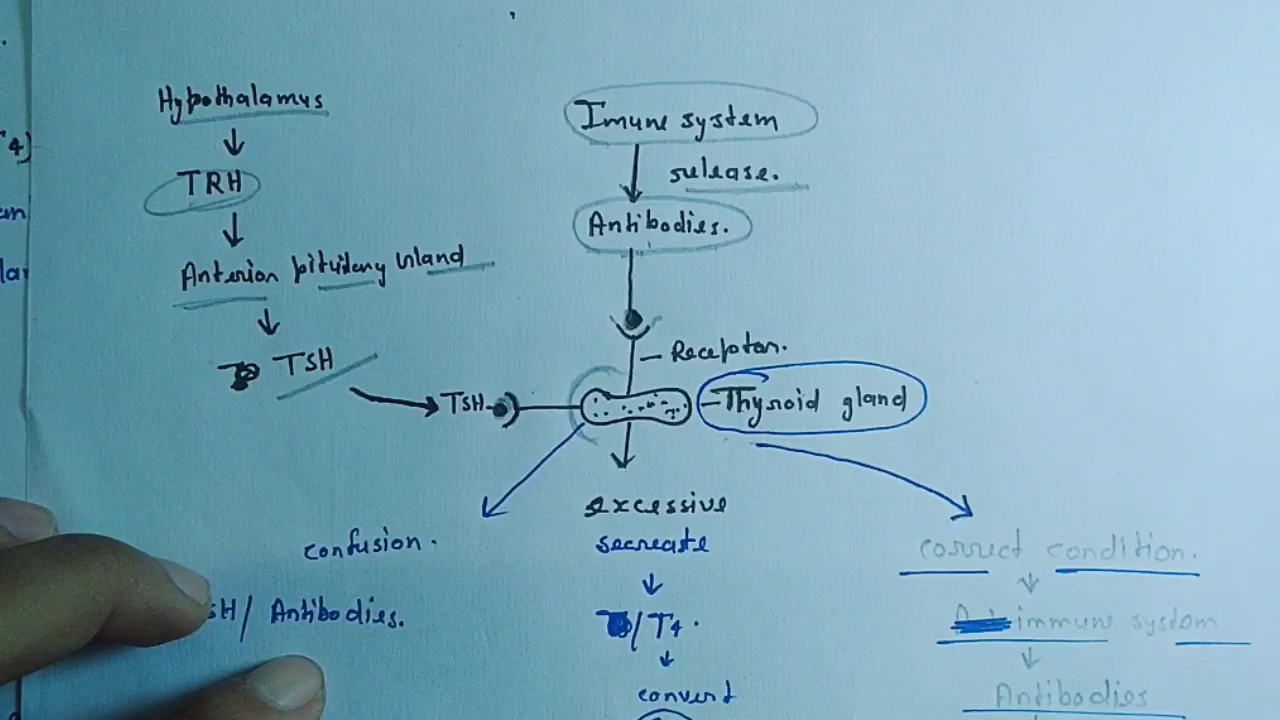 Hypothalamus
TRH
Anterior pituitary Gland
TSH
TSH
Imune system
release.
Antibodies.
- Receptor.
- Thyroid gland
confusion.
SH / Antibodies.
excessive
secreate
/ T4.
convert
correct condition.
immune system
Antibodies
4)